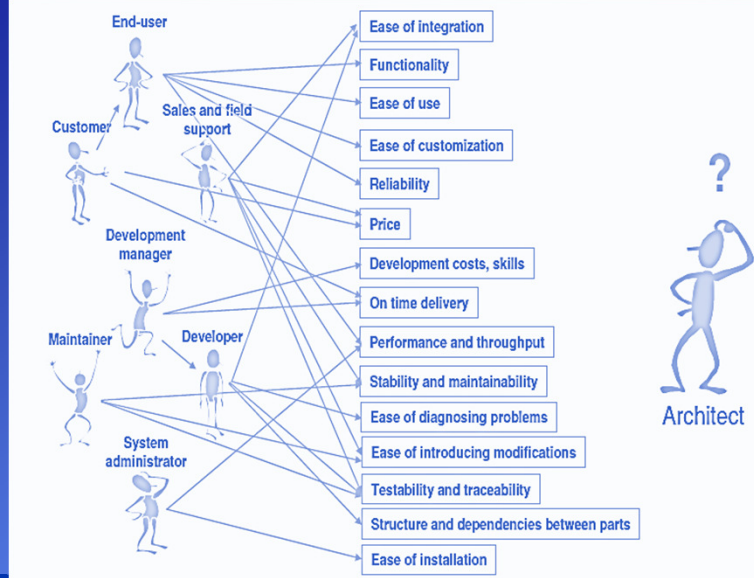 End-user
Sales and field
support
Customer
Development
manager
Maintainer
Developer
System
administrator
Ease of integration
Functionality
Ease of use
Ease of customization
Reliability
Price
Development costs, skills
On time delivery
Performance and throughput
Stability and maintainability
Ease of diagnosing problems
Ease of introducing modifications
Testability and traceability
Structure and dependencies between parts
Ease of installation
?
Architect